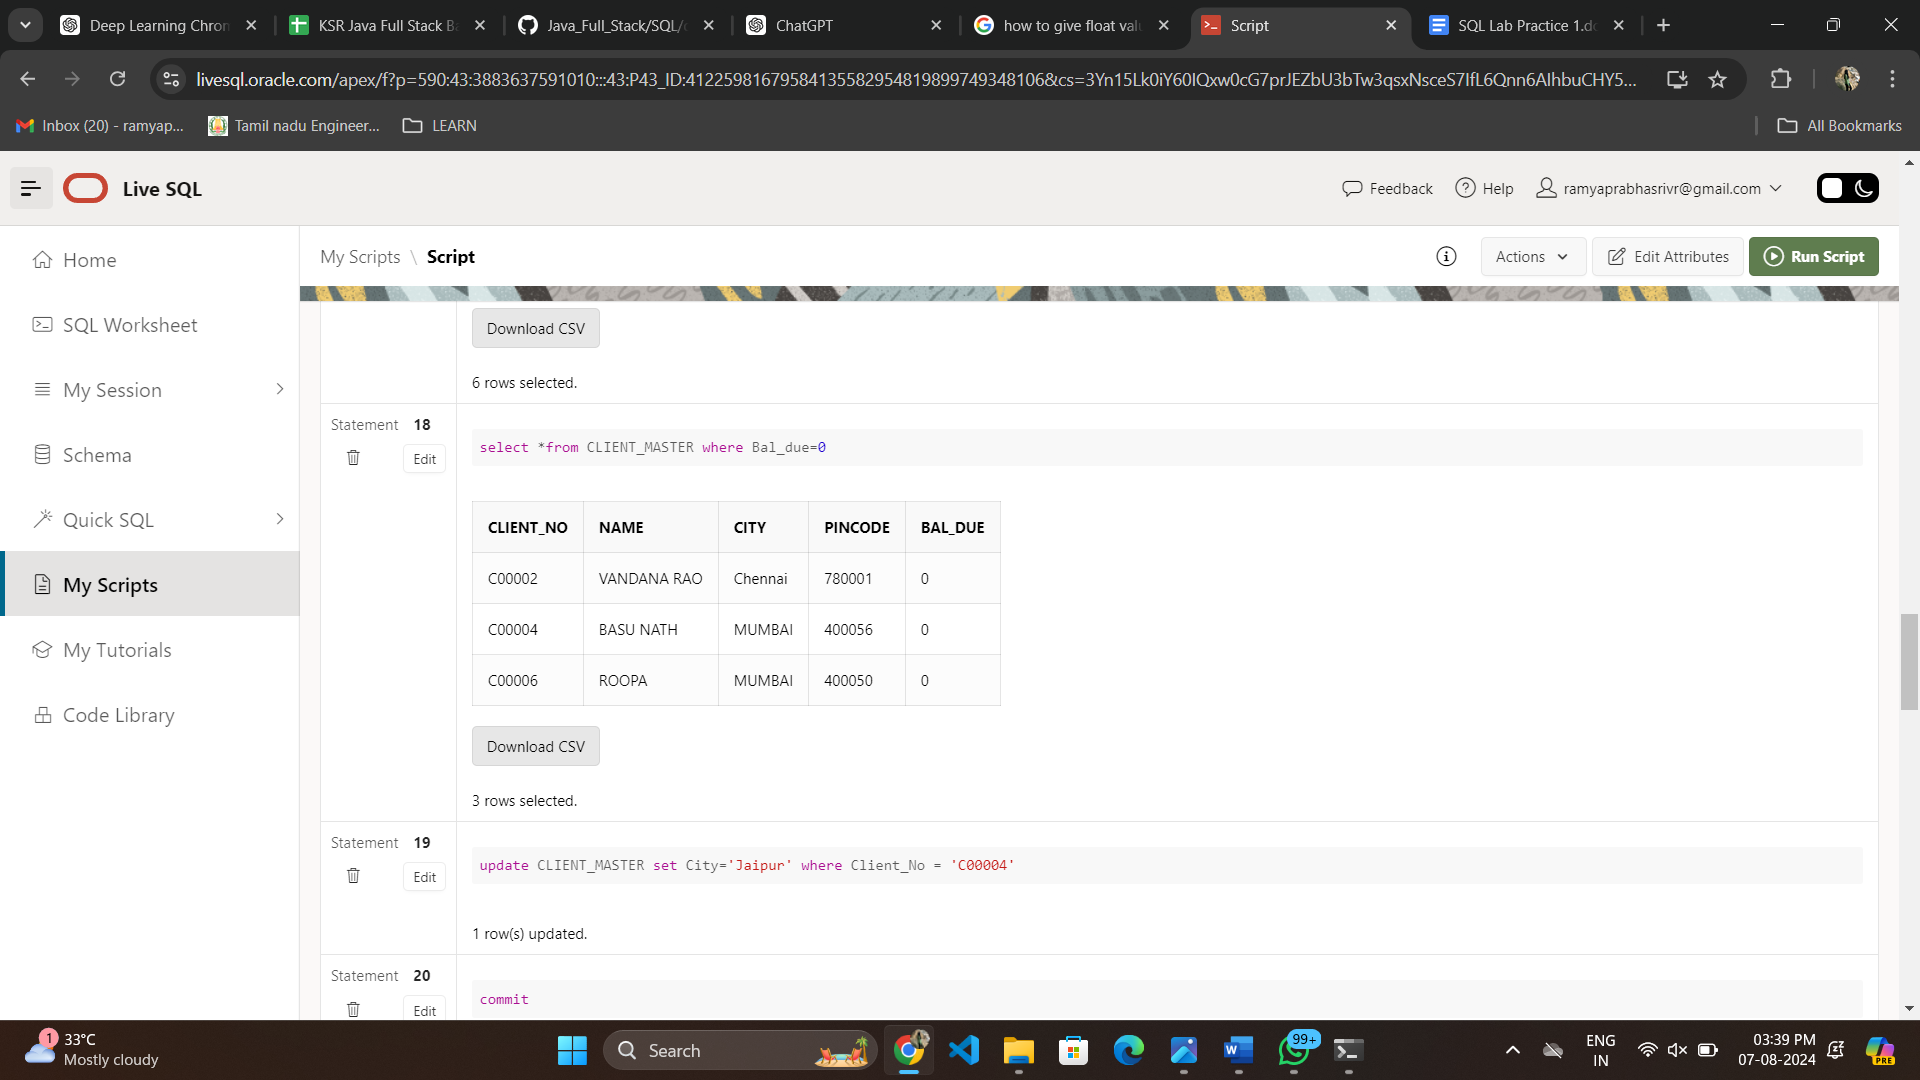 Deep Learning Chron
KSR Java Full Stack Ba
Java_Full_Stack/SQL/
ChatGPT
how to give float valu
Script
SQL Lab Practice 1.do
livesql.oracle.com/apex/f?p=590:43:3883637591010:::43:P43_ID:41225981679584135582954819899749348106&cs=3Yn15Lk0iY60IQxw0cG7prJEZbU3bTw3qsxNsceS7IfL6Qnn6AIhbuCHY5...
Inbox (20) - ramyap...
Tamil nadu Engineer...
LEARN
All Bookmarks
Live SQL
Feedback
Help
ramyaprabhasrivr@gmail.com
Home
SQL Worksheet
My Session
Schema
Quick SQL
My Scripts
My Tutorials
Code Library
My Scripts \ Script
Actions
Edit Attributes
Run Script
Download CSV
6 rows selected.
Statement 18
Edit
select *from CLIENT_MASTER where Bal_due=0
CLIENT_NO NAME CITY PINCODE BAL_DUE
C00002 VANDANA RAO Chennai 780001 0
C00004 BASU NATH MUMBAI 400056 0
C00006 ROOPA MUMBAI 400050 0
Download CSV
3 rows selected.
Statement 19
Edit
update CLIENT_MASTER set City='Jaipur' where Client_No = 'C00004'
1 row(s) updated.
Statement 20
Edit
commit
1
33°C
Mostly cloudy
Search
99+
ENG
IN
03:39 PM
07-08-2024
PRE